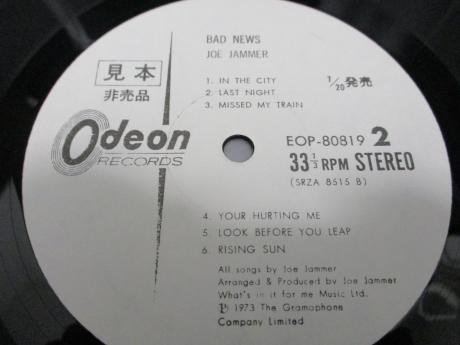 BAD NEWS
JOE JAMMER
見本
非売品
1. IN THE CITY
2. LAST NIGHT
3. MISSED MY TRAIN
1/20発売
Odeon
RECORDS
EOP-80819 2
33 1/3 RPM STEREO
(SRZA 8515 B)
4. YOUR HURTING ME
5. LOOK BEFORE YOU LEAP
6. RISING SUN
All songs by Joe Jammer
Arranged & Produced by Joe Jammer
What's in it for me Music Ltd.
℗ 1973 The Gramophone
Company Limited